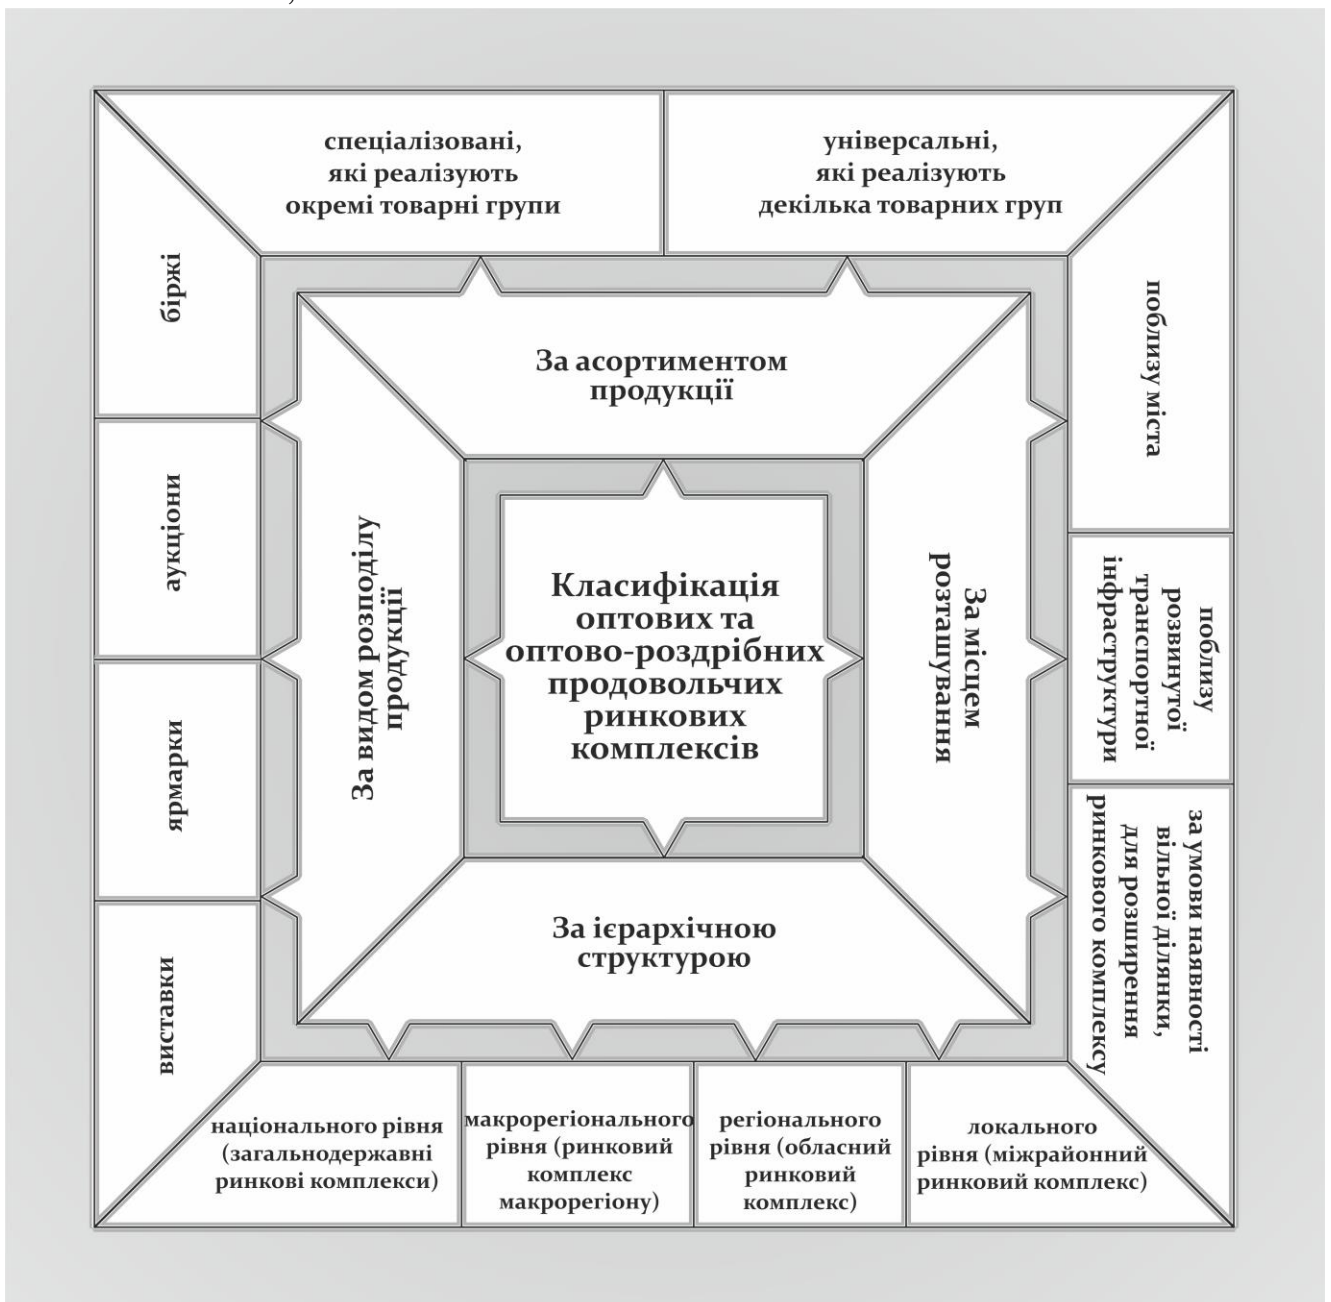 спеціалізовані,
які реалізують
окремі товарні групи
універсальні,
які реалізують
декілька товарних груп
біржі
аукціони
ярмарки
виставки
За асортиментом
продукції
За видом розподілу
продукції
Класифікація
оптових та
оптово-роздрібних
продовольчих
ринкових
комплексів
За місцем
розташування
За ієрархічною
структурою
поблизу міста
поблизу
розвинутої
транспортної
інфраструктури
за умови наявності
вільної ділянки,
для розширення
ринкового комплексу
національного рівня
(загальнодержавні
ринкові комплекси)
макрорегіонального
рівня (ринковий
комплекс
макрорегіону)
регіонального
рівня (обласний
ринковий
комплекс)
локального
рівня (міжрайонний
ринковий комплекс)